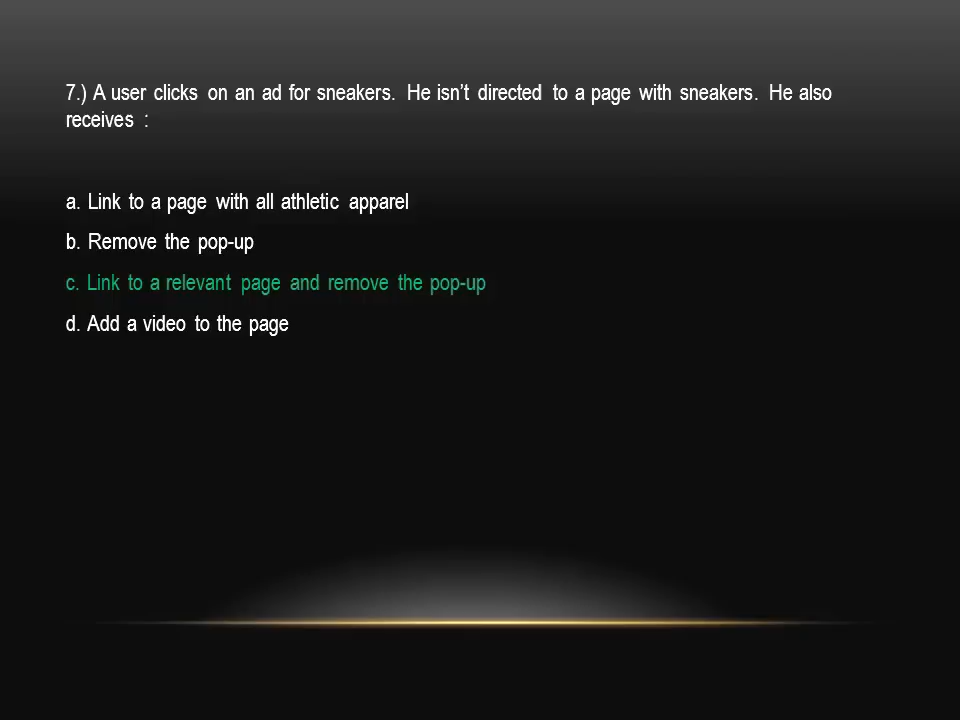 7.) A user clicks on an ad for sneakers. He isn’t directed to a page with sneakers. He also
receives :
a. Link to a page with all athletic apparel
b. Remove the pop-up
c. Link to a relevant page and remove the pop-up
d. Add a video to the page